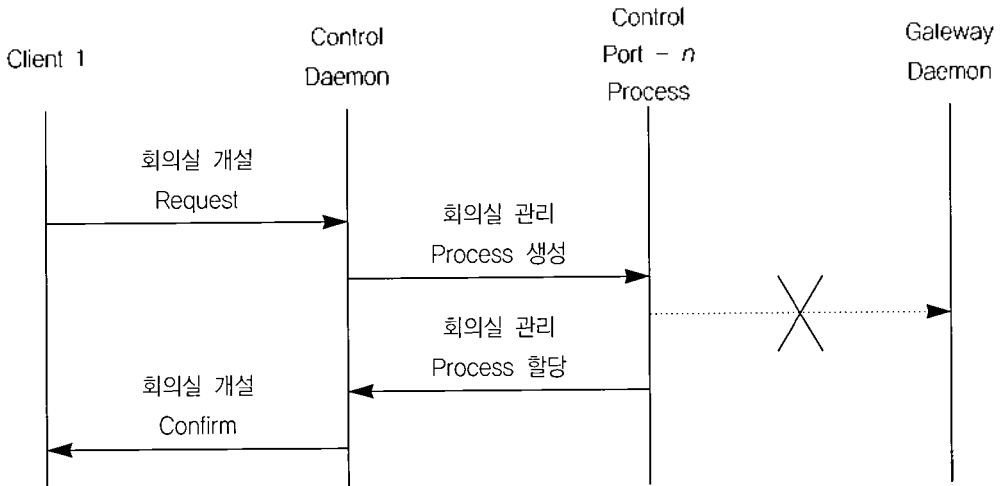 Client 1
Control
Daemon
Control
Port - n
Process
Gateway
Daemon
회의실 개설
Request
회의실 관리
Process 생성
회의실 관리
Process 할당
회의실 개설
Confirm